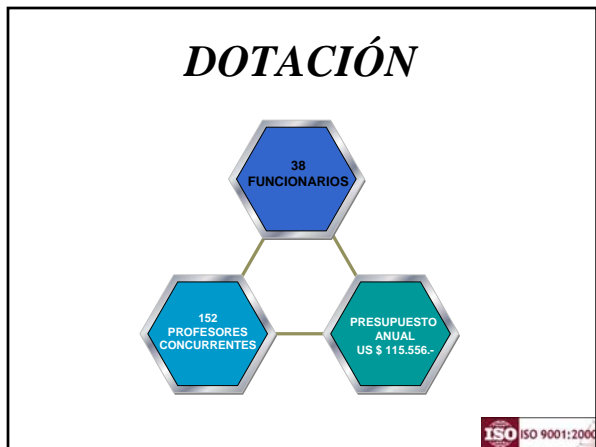 DOTACIÓN
38
FUNCIONARIOS
152
PROFESORES
CONCURRENTES
PRESUPUESTO
ANUAL
US $ 115.556.-
ISO ISO 9001:2000